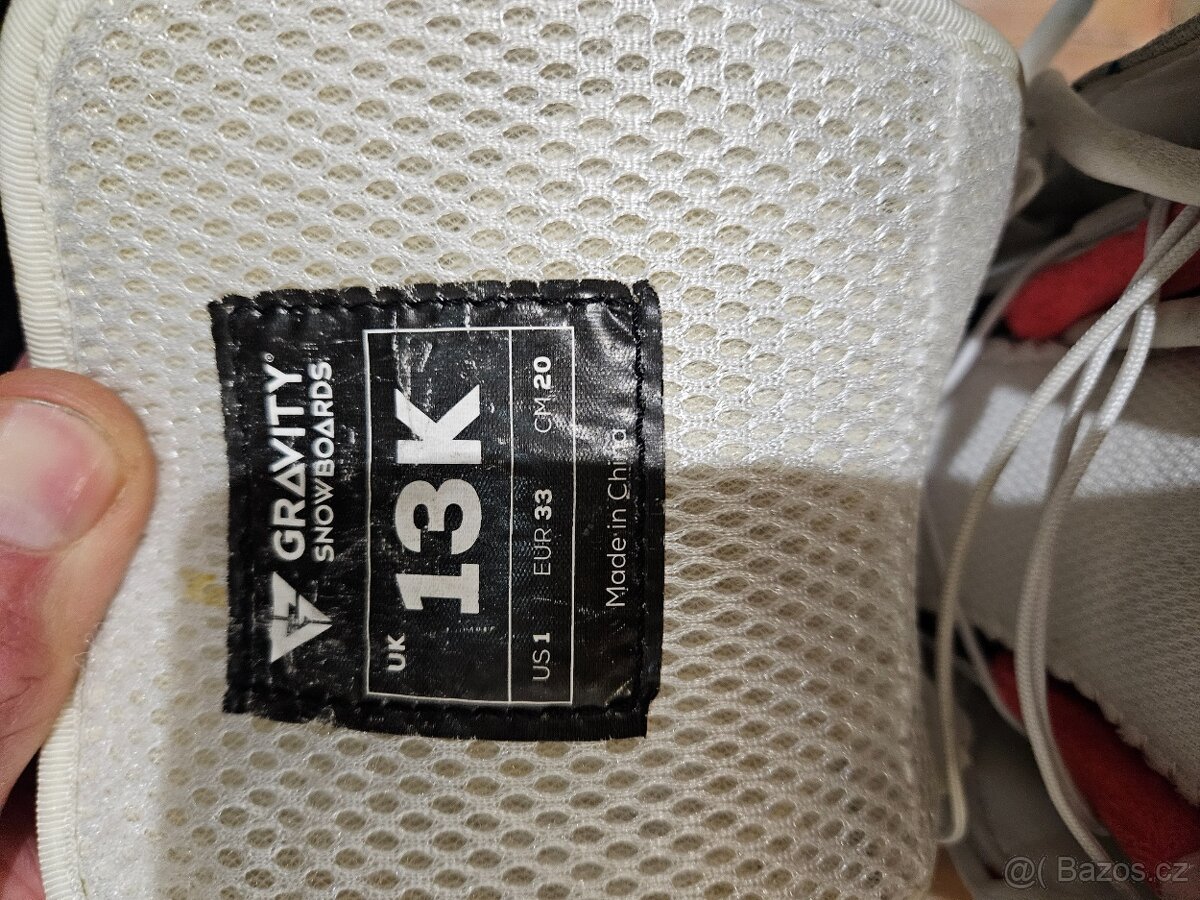 GRAVITY®
SNOWBOARDS
UK
13K
US 1 EUR 33 CM 20
Made in China
@( Bazos.cz